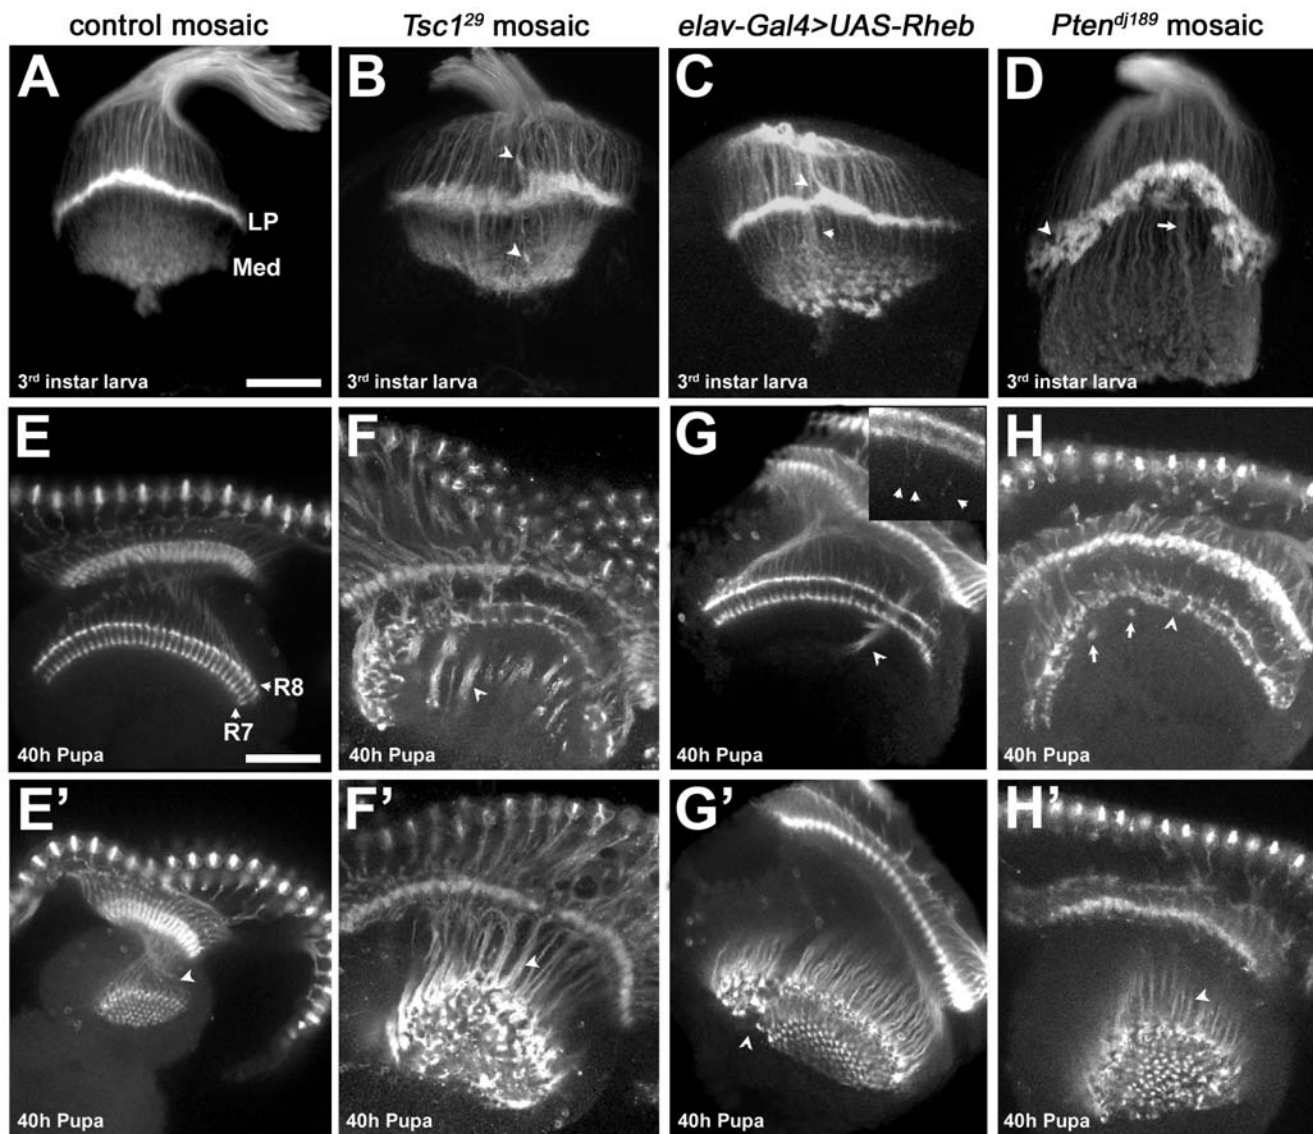 control mosaic
Tsc1²⁹ mosaic
elav-Gal4>UAS-Rheb
Ptenᵈʲ¹⁸⁹ mosaic
A
LP
Med
3ʳᵈ instar larva
B
3ʳᵈ instar larva
C
3ʳᵈ instar larva
D
3ʳᵈ instar larva
E
R8
R7
40h Pupa
F
40h Pupa
G
40h Pupa
H
40h Pupa
E'
40h Pupa
F'
40h Pupa
G'
40h Pupa
H'
40h Pupa